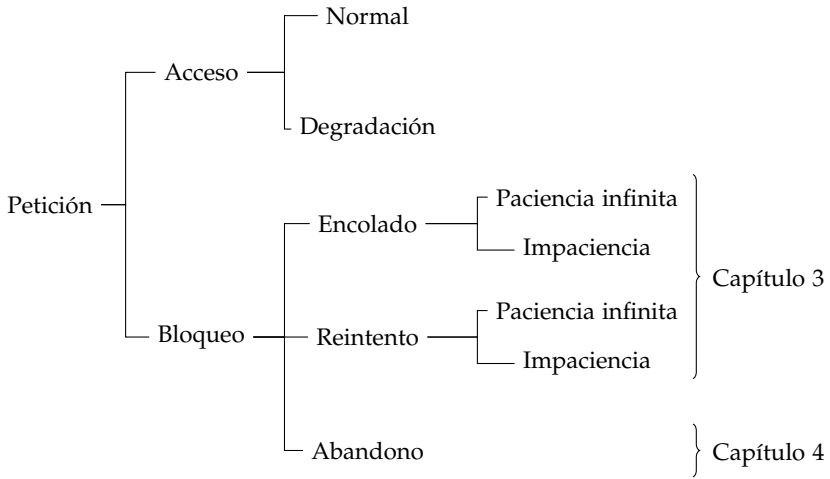 Normal
Acceso
Degradación
Petición
Paciencia infinita
Encolado
Impaciencia
Capítulo 3
Paciencia infinita
Bloqueo
Reintento
Impaciencia
Abandono
Capítulo 4